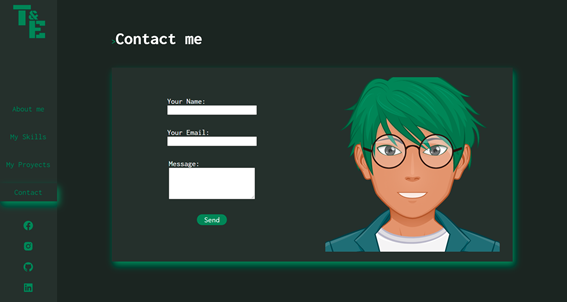 T&E
About me
My Skills
My Proyects
Contact
Contact me
Your Name:
Your Email:
Message:
Send